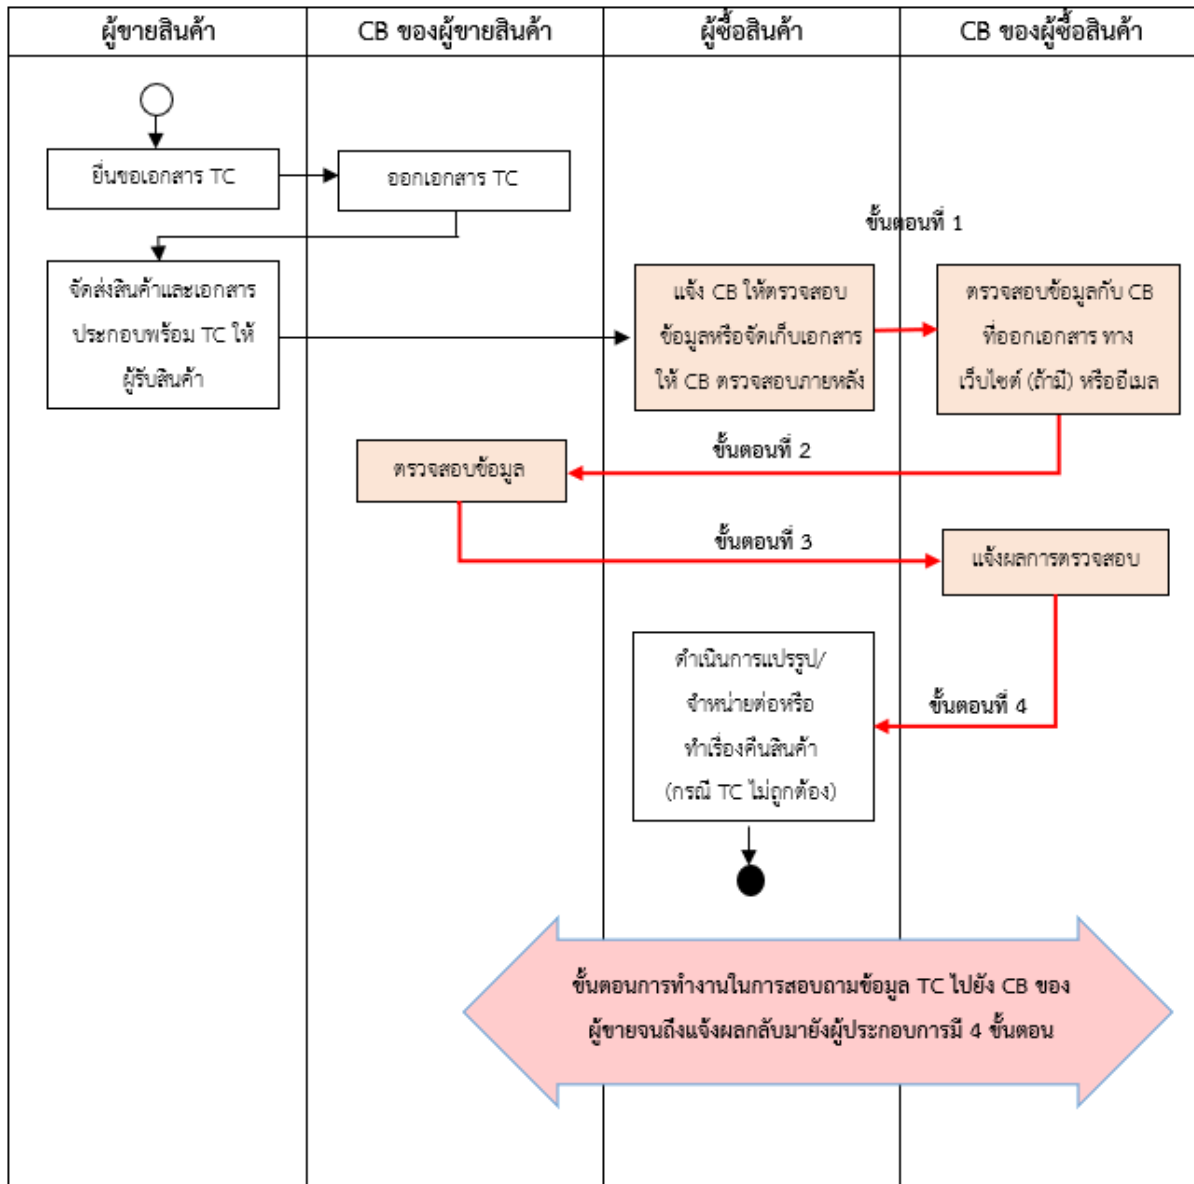 ผู้ขายสินค้า
CB ของผู้ขายสินค้า
ผู้ซื้อสินค้า
CB ของผู้ซื้อสินค้า
ยื่นขอเอกสาร TC
ออกเอกสาร TC
ขั้นตอนที่ 1
จัดส่งสินค้าและเอกสาร
ประกอบพร้อม TC ให้
ผู้รับสินค้า
แจ้ง CB ให้ตรวจสอบ
ข้อมูลหรือจัดเก็บเอกสาร
ให้ CB ตรวจสอบภายหลัง
ตรวจสอบข้อมูลกับ CB
ที่ออกเอกสาร ทาง
เว็บไซต์ (ถ้ามี) หรืออีเมล
ขั้นตอนที่ 2
ตรวจสอบข้อมูล
ขั้นตอนที่ 3
แจ้งผลการตรวจสอบ
ดำเนินการแปรรูป/
จำหน่ายต่อหรือ
ทำเรื่องคืนสินค้า
(กรณี TC ไม่ถูกต้อง)
ขั้นตอนที่ 4
ขั้นตอนการทำงานในการสอบถามข้อมูล TC ไปยัง CB ของ
ผู้ขายจนถึงแจ้งผลกลับมายังผู้ประกอบการมี 4 ขั้นตอน